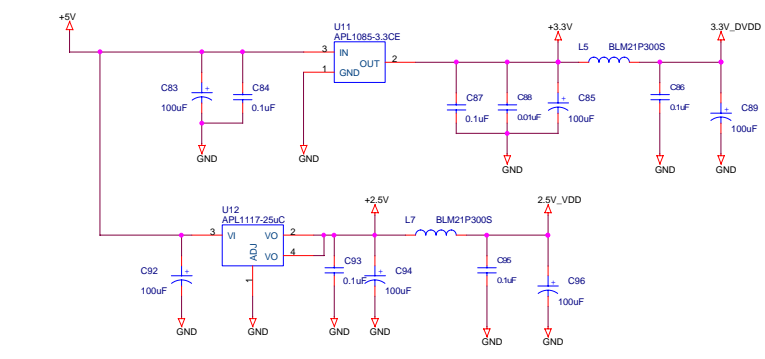 +5V
U11
APL1085-3.3CE
3
IN
OUT
2
1
GND
C83
100uF
C84
0.1uF
GND
GND
+3.3V
L5
BLM21P300S
3.3V_DVDD
C87
0.1uF
C88
0.01uF
C85
100uF
C86
0.1uF
C89
100uF
GND
GND
GND
U12
APL1117-25uC
3
VI
VO
2
VO
4
ADJ
1
+2.5V
L7
BLM21P300S
2.5V_VDD
C92
100uF
C93
0.1uF
C94
100uF
C95
0.1uF
C96
100uF
GND
GND
GND
GND
GND
GND